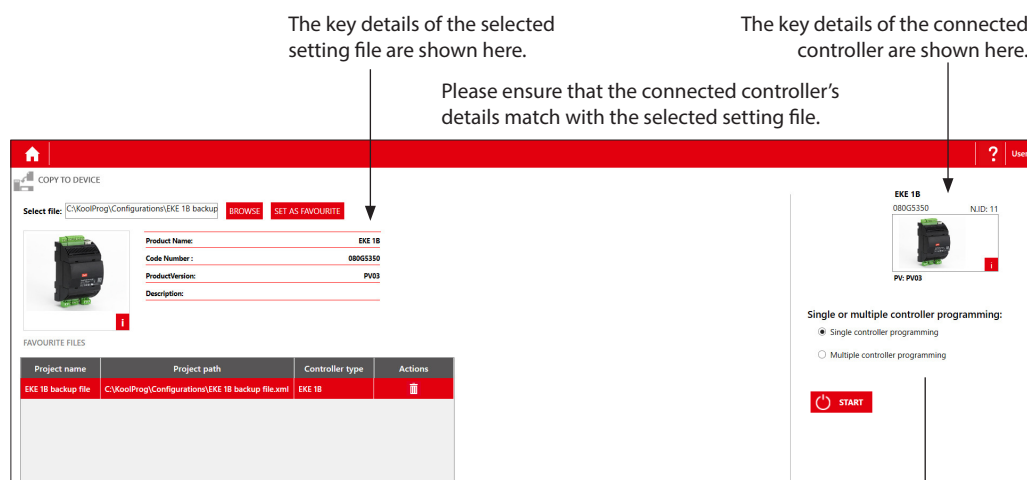 The key details of the selected
setting file are shown here.
The key details of the connected
controller are shown here.
Please ensure that the connected controller's
details match with the selected setting file.
? User
COPY TO DEVICE
Select file: C:\KoolProg\Configurations\EKE 1B backup BROWSE SET AS FAVOURITE
Product Name: EKE 1B
Code Number : 080G5350
ProductVersion: PV03
Description:
i
FAVOURITE FILES
Project name Project path Controller type Actions
EKE 1B backup file C:\KoolProg\Configurations\EKE 1B backup file.xml EKE 1B
EKE 1B
080G5350 N.ID: 11
i
PV: PV03
Single or multiple controller programming:
Single controller programming
Multiple controller programming
START